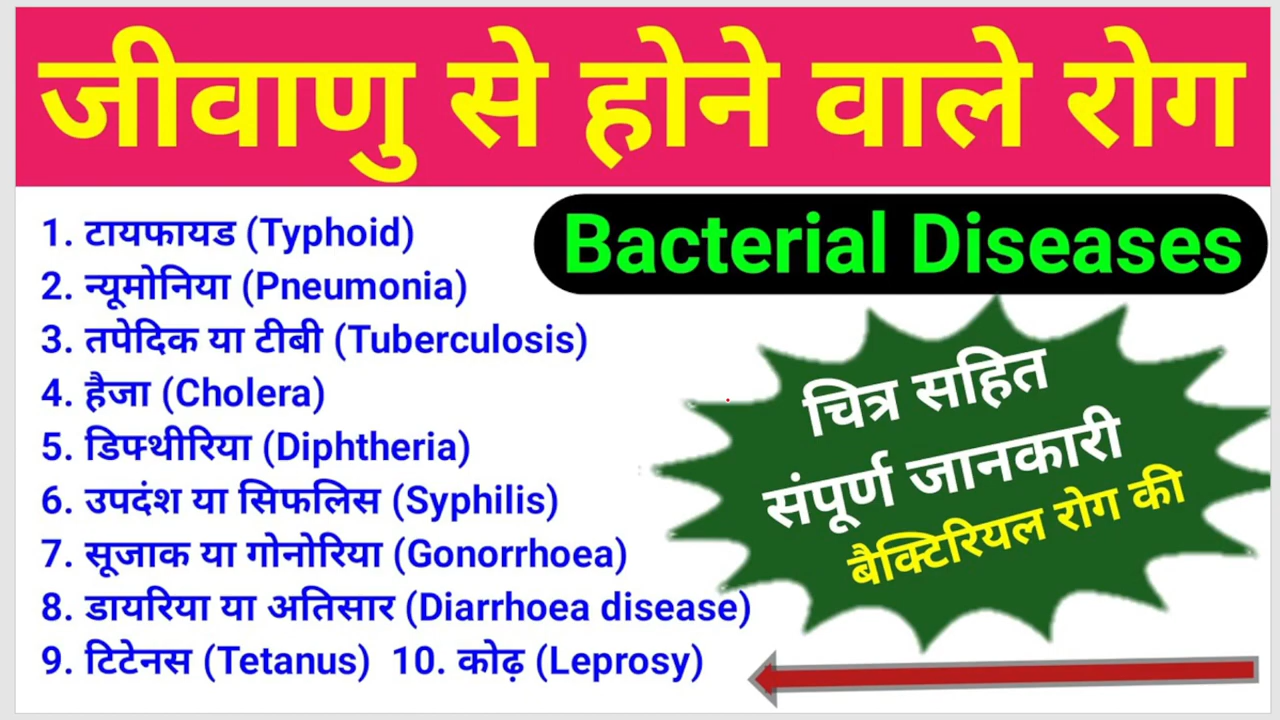 जीवाणु से होने वाले रोग
Bacterial Diseases
1. टायफायड (Typhoid)
2. न्यूमोनिया (Pneumonia)
3. तपेदिक या टीबी (Tuberculosis)
4. हैजा (Cholera)
5. डिफ्थीरिया (Diphtheria)
6. उपदंश या सिफलिस (Syphilis)
7. सूजाक या गोनोरिया (Gonorrhoea)
8. डायरिया या अतिसार (Diarrhoea disease)
9. टिटेनस (Tetanus) 10. कोढ़ (Leprosy)
चित्र सहित
संपूर्ण जानकारी
बैक्टिरियल रोग की